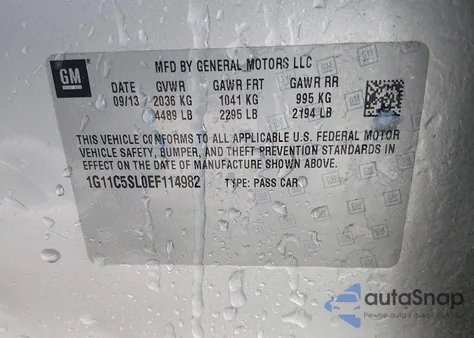 GM
MFD BY GENERAL MOTORS LLC
DATE GVWR GAWR FRT GAWR RR
09/13 2036 KG 1041 KG 995 KG
4489 LB 2295 LB 2194 LB
THIS VEHICLE CONFORMS TO ALL APPLICABLE U.S. FEDERAL MOTOR
VEHICLE SAFETY, BUMPER, AND THEFT PREVENTION STANDARDS IN
EFFECT ON THE DATE OF MANUFACTURE SHOWN ABOVE.
1G11C5SL0EF114982 TYPE: PASS CAR
autoSnap
Pewne auta z